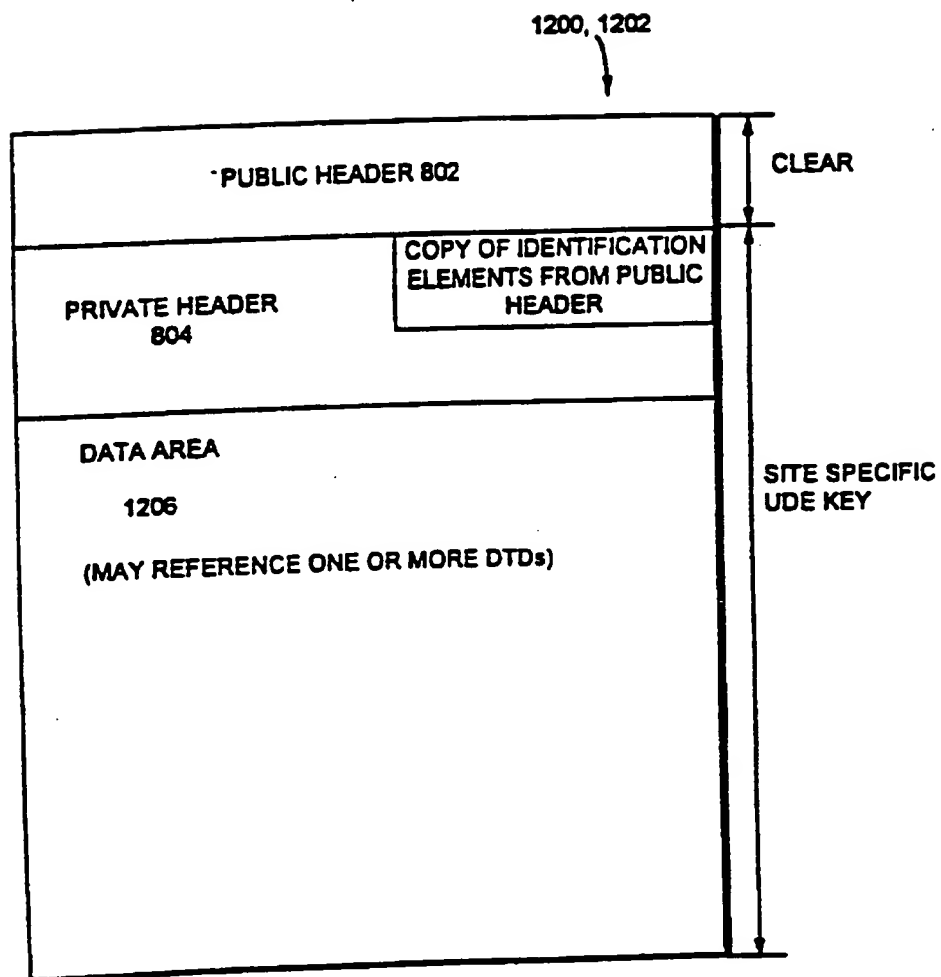 1200, 1202
PUBLIC HEADER 802
CLEAR
COPY OF IDENTIFICATION
ELEMENTS FROM PUBLIC
HEADER
PRIVATE HEADER
804
DATA AREA
1206
(MAY REFERENCE ONE OR MORE DTDs)
SITE SPECIFIC
UDE KEY